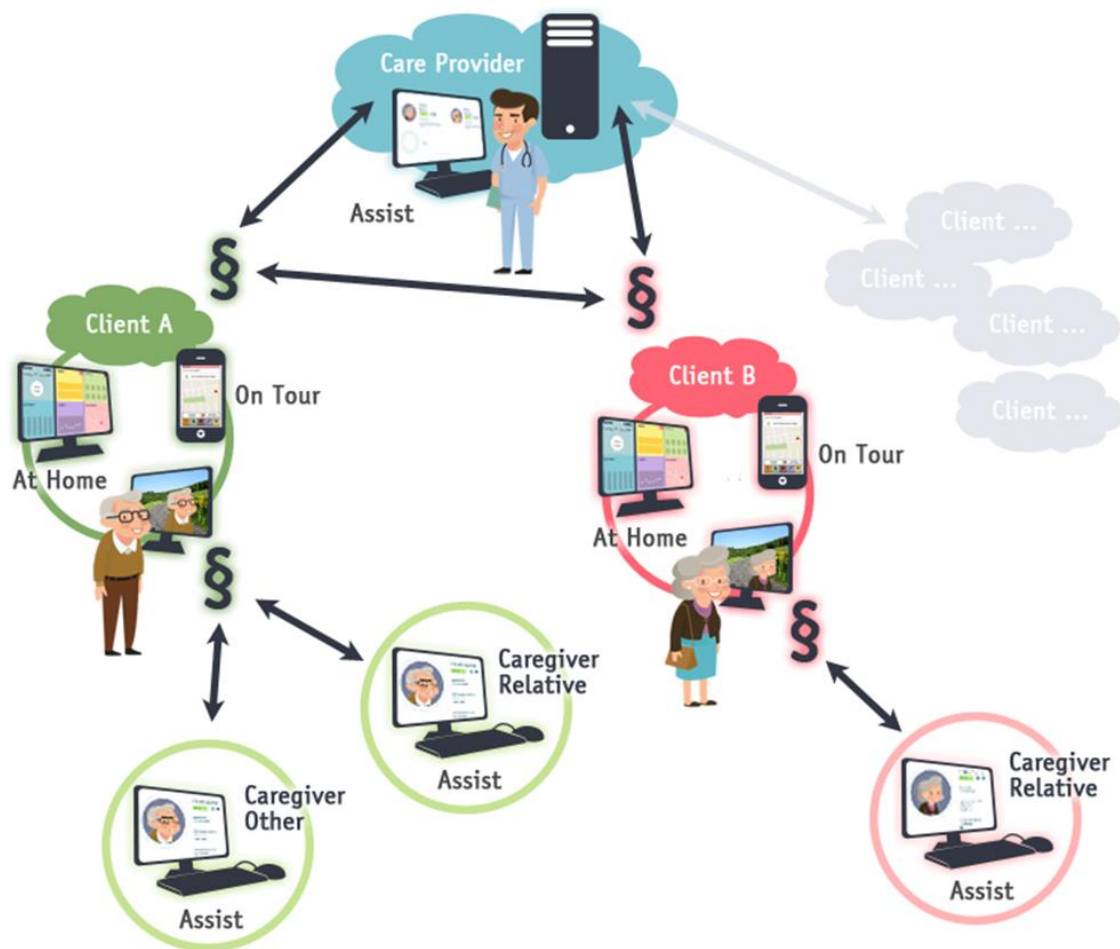 Care Provider
Assist
§
§
Client ...
Client ...
Client ...
Client ...
Client A
On Tour
At Home
§
Client B
On Tour
At Home
§
Caregiver
Relative
Assist
Caregiver
Other
Assist
Caregiver
Relative
Assist